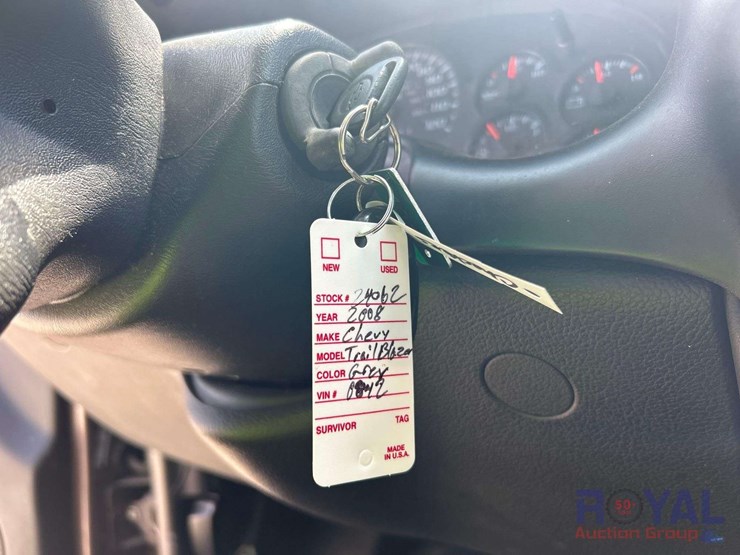 NEW USED
STOCK # 24062
YEAR 2008
MAKE Chevy
MODEL TrailBlazer
COLOR Grey
VIN #
SURVIVOR TAG
MADE
IN U.S.A.
ROYAL
Auction Group